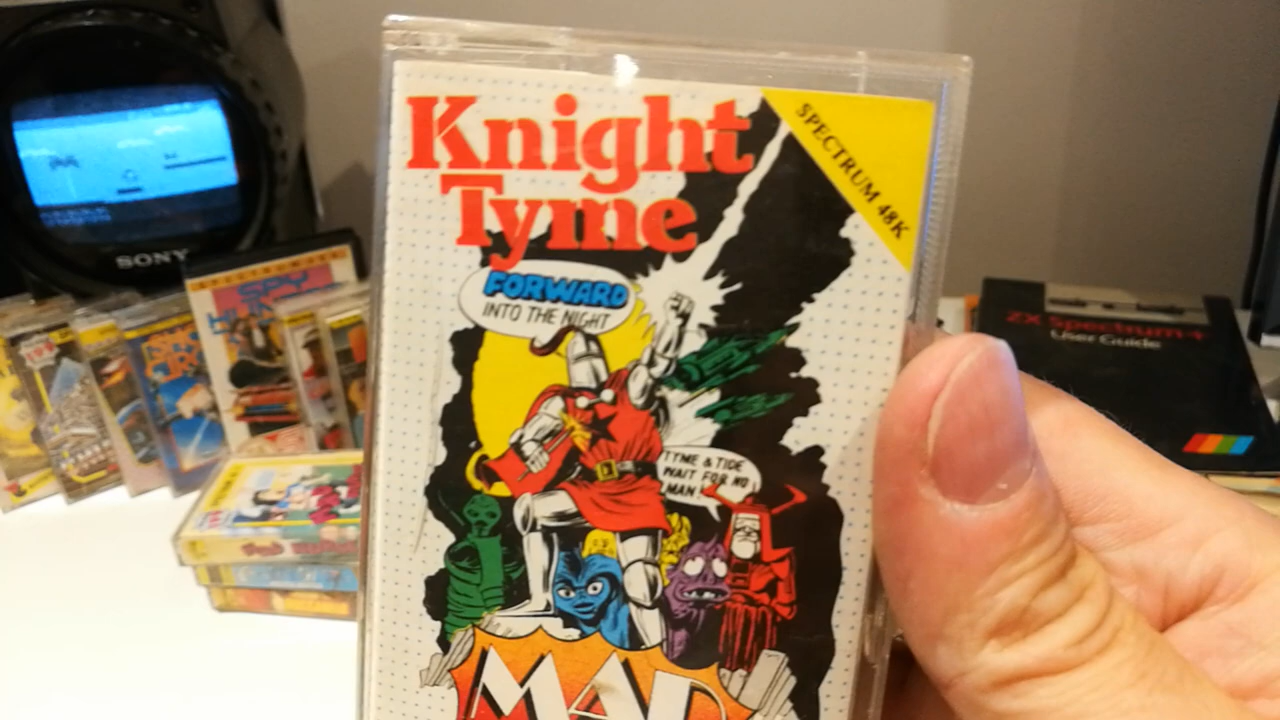 Knight
Tyme
SPECTRUM 48K
FORWARD
INTO THE NIGHT
TYME & TIDE
WAIT FOR NO
MAN!
MAD
SONY
ZX Spectrum+
User Guide